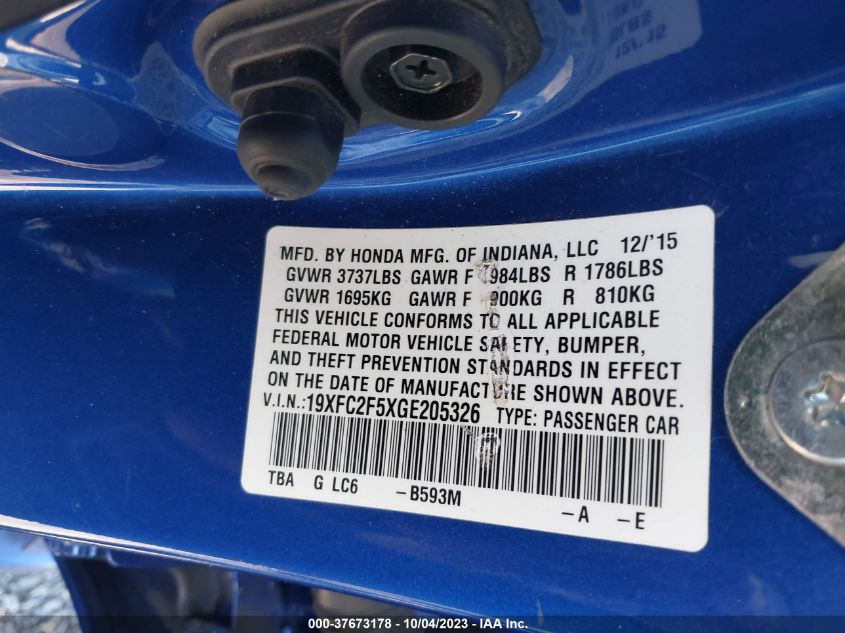 MFD. BY HONDA MFG. OF INDIANA, LLC 12/'15
GVWR 3737LBS GAWR F 984LBS R 1786LBS
GVWR 1695KG GAWR F 900KG R 810KG
THIS VEHICLE CONFORMS TO ALL APPLICABLE
FEDERAL MOTOR VEHICLE SAFETY, BUMPER,
AND THEFT PREVENTION STANDARDS IN EFFECT
ON THE DATE OF MANUFACTURE SHOWN ABOVE.
V.I.N.:19XFC2F5XGE205326 TYPE: PASSENGER CAR
TBA G LC6 -B593M
-A -E
000-37673178 - 10/04/2023 - IAA Inc.